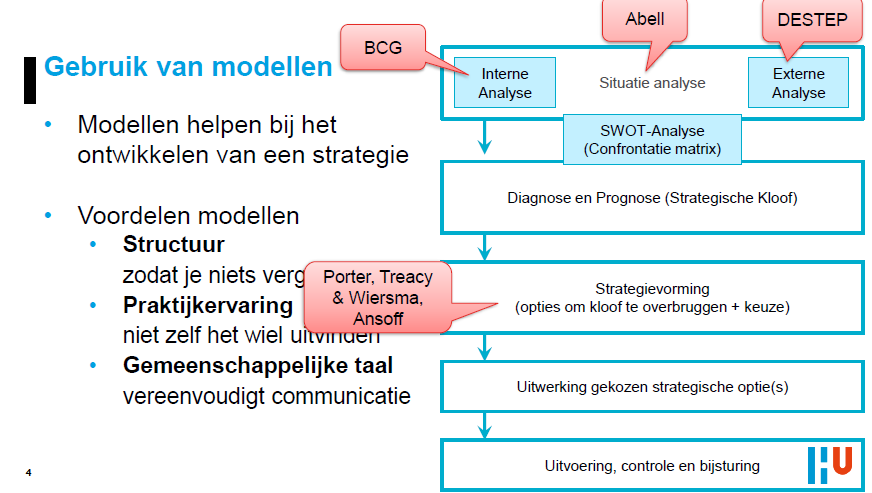 Gebruik van modellen
• Modellen helpen bij het
ontwikkelen van een strategie
• Voordelen modellen
• Structuur
zodat je niets verg
• Praktijkervaring
niet zelf het wiel uitvinden
• Gemeenschappelijke taal
vereenvoudigt communicatie
4
BCG
Abell
DESTEP
Interne
Analyse
Situatie analyse
Externe
Analyse
SWOT-Analyse
(Confrontatie matrix)
Diagnose en Prognose (Strategische Kloof)
Porter, Treacy
& Wiersma,
Ansoff
Strategievorming
(opties om kloof te overbruggen + keuze)
Uitwerking gekozen strategische optie(s)
Uitvoering, controle en bijsturing
HU